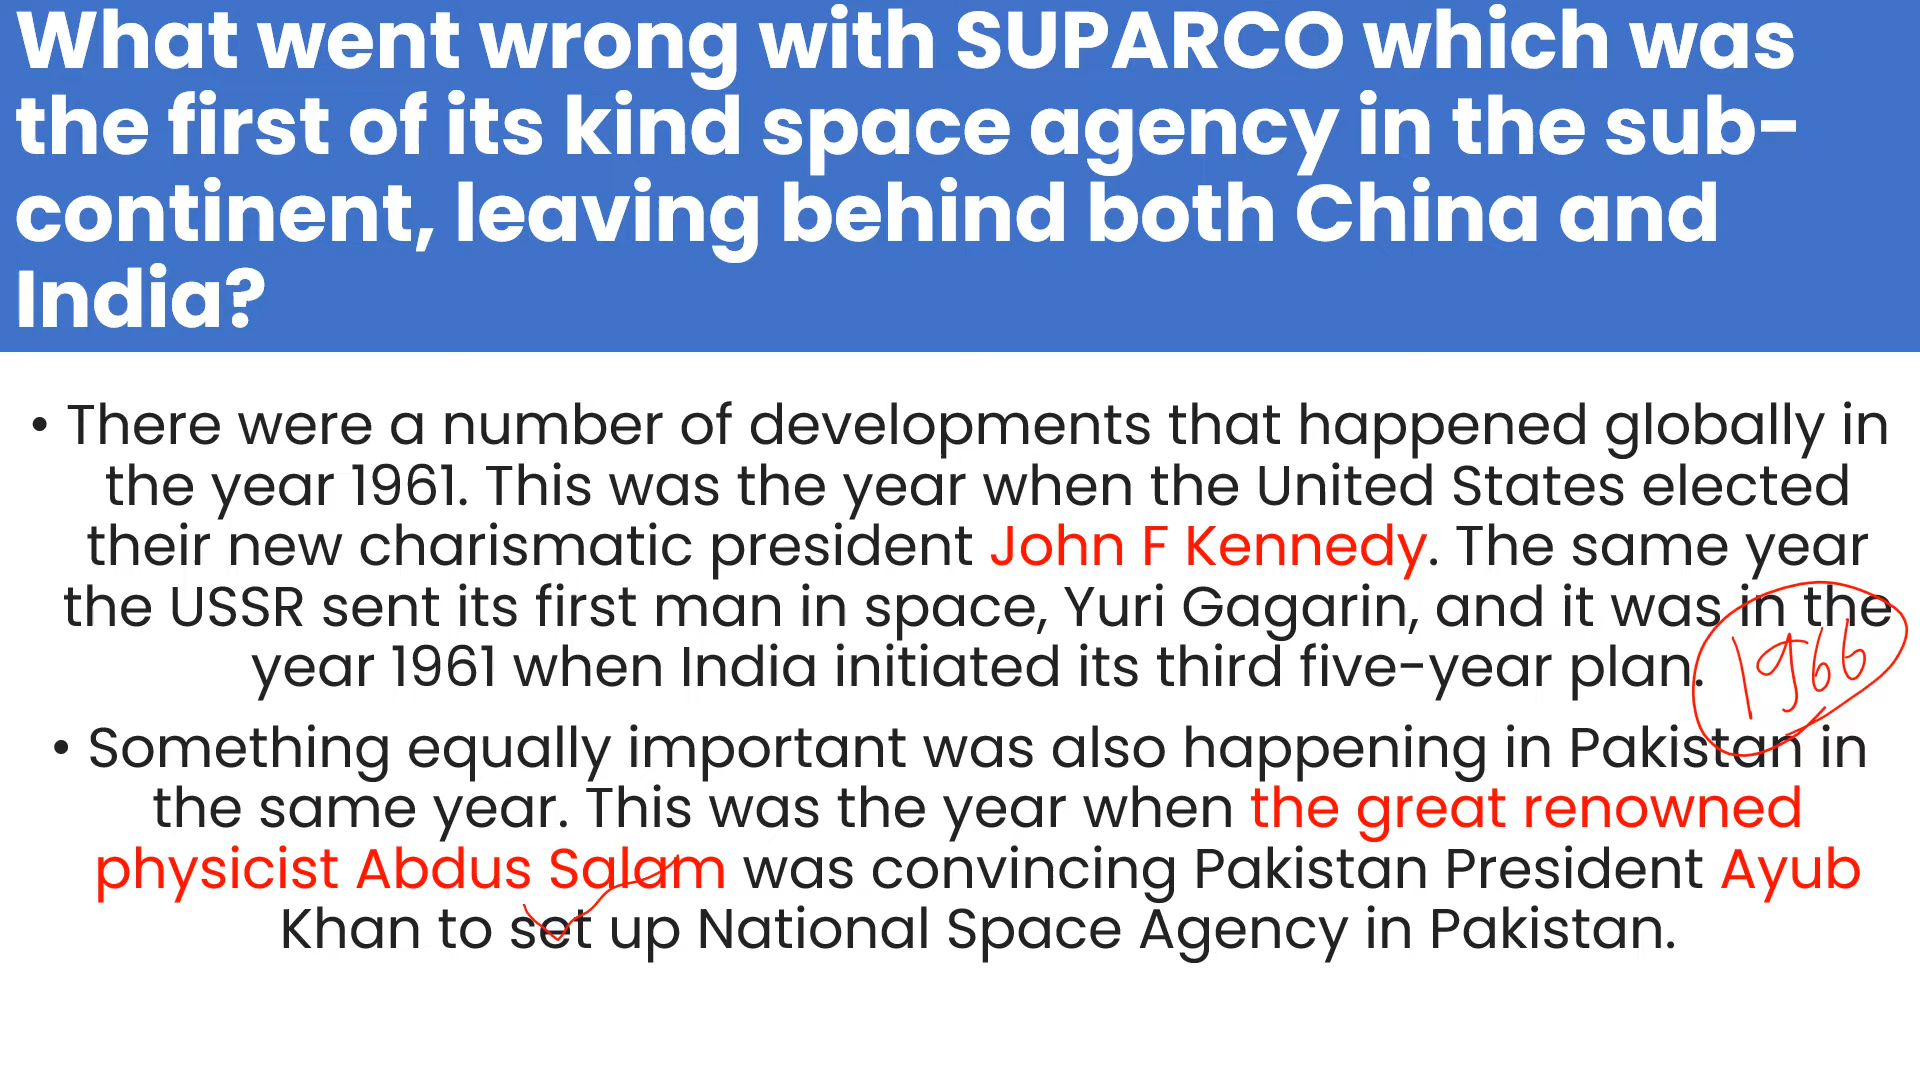 What went wrong with SUPARCO which was
the first of its kind space agency in the sub-
continent, leaving behind both China and
India?
• There were a number of developments that happened globally in
the year 1961. This was the year when the United States elected
their new charismatic president John F Kennedy. The same year
the USSR sent its first man in space, Yuri Gagarin, and it was in the
year 1961 when India initiated its third five-year plan.
1966
• Something equally important was also happening in Pakistan in
the same year. This was the year when the great renowned
physicist Abdus Salam was convincing Pakistan President Ayub
Khan to set up National Space Agency in Pakistan.